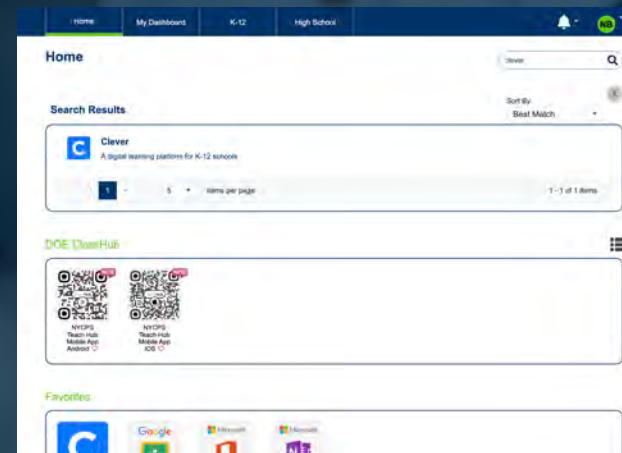 Home My Dashboard K-12 High School NB
Home
clever
Search Results
Sort By
Best Match
Clever
A digital learning platform for K-12 schools
1 5 items per page 1 - 1 of 1 items
DOE ClassHub
NYCPS
Teach Hub
Mobile App
Android
NYCPS
Teach Hub
Mobile App
iOS
Favorites
Google
Microsoft
Microsoft